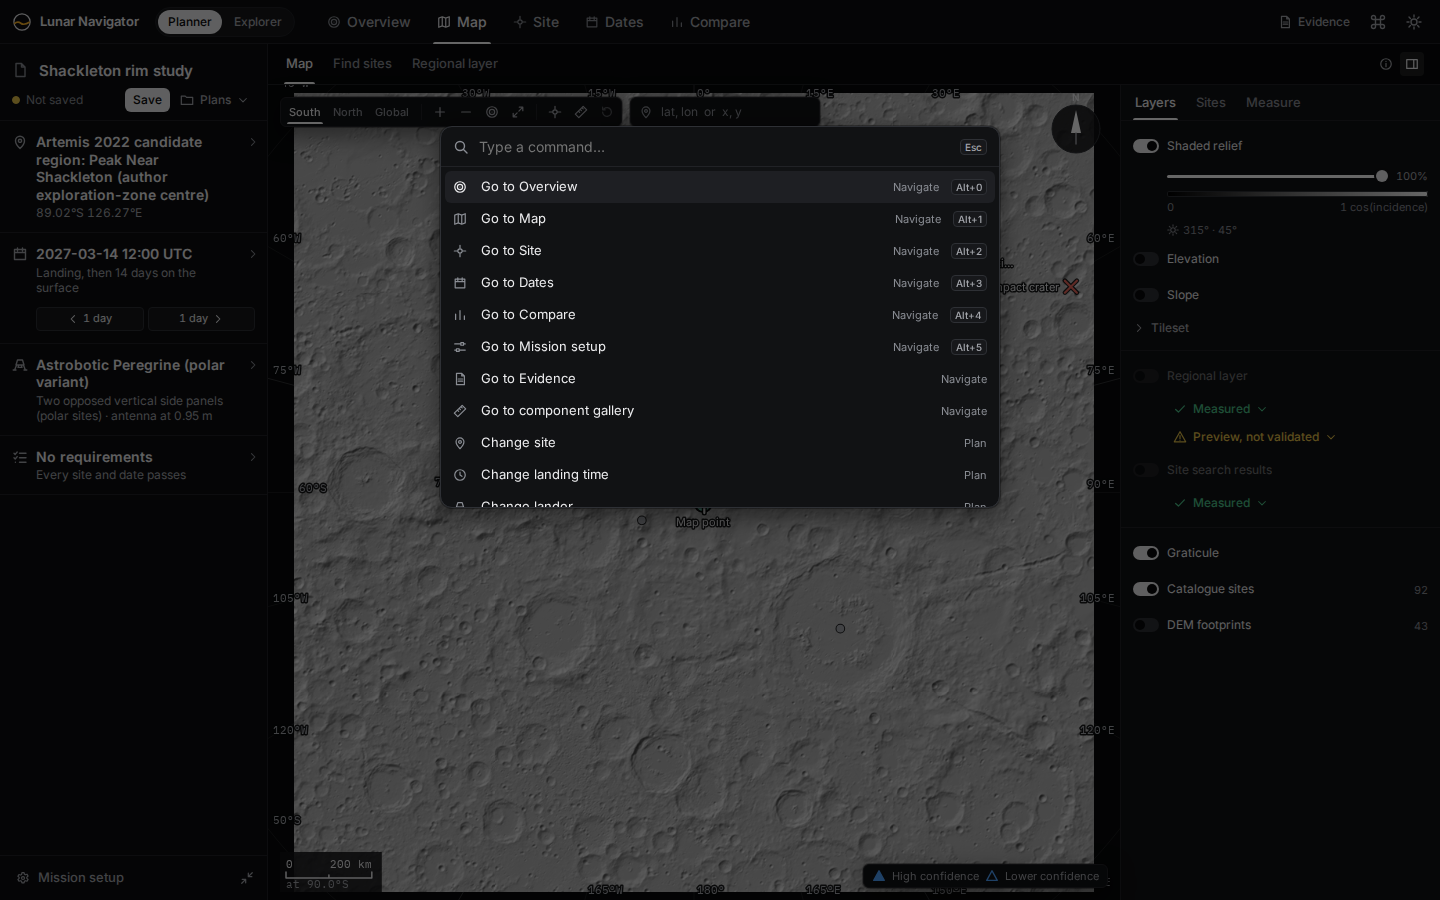 Lunar Navigator
Planner
Explorer
Overview
Map
Site
Dates
Compare
Evidence
Shackleton rim study
Not saved
Save
Plans
Artemis 2022 candidate
region: Peak Near
Shackleton (author
exploration-zone centre)
89.02°S 126.27°E
2027-03-14 12:00 UTC
Landing, then 14 days on the
surface
1 day
1 day
Astrobotic Peregrine (polar
variant)
Two opposed vertical side panels
(polar sites) · antenna at 0.95 m
No requirements
Every site and date passes
Mission setup
Map
Find sites
Regional layer
30°W
15°W
0°
15°E
30°E
South
North
Global
lat, lon or x, y
N
Type a command...
Esc
Go to Overview
Navigate
Alt+0
Go to Map
Navigate
Alt+1
Go to Site
Navigate
Alt+2
Go to Dates
Navigate
Alt+3
Go to Compare
Navigate
Alt+4
Go to Mission setup
Navigate
Alt+5
Go to Evidence
Navigate
Go to component gallery
Navigate
Change site
Plan
Change landing time
Plan
Change lander
Plan
60°W
60°E
crater
75°W
75°E
60°S
90°E
Map point
105°W
105°E
120°W
120°E
50°S
0
200 km
at 90.0°S
165°W
180°
165°E
150°E
High confidence
Lower confidence
Layers
Sites
Measure
Shaded relief
100%
0
1 cos(incidence)
315° · 45°
Elevation
Slope
Tileset
Regional layer
Measured
Preview, not validated
Site search results
Measured
Graticule
Catalogue sites
92
DEM footprints
43